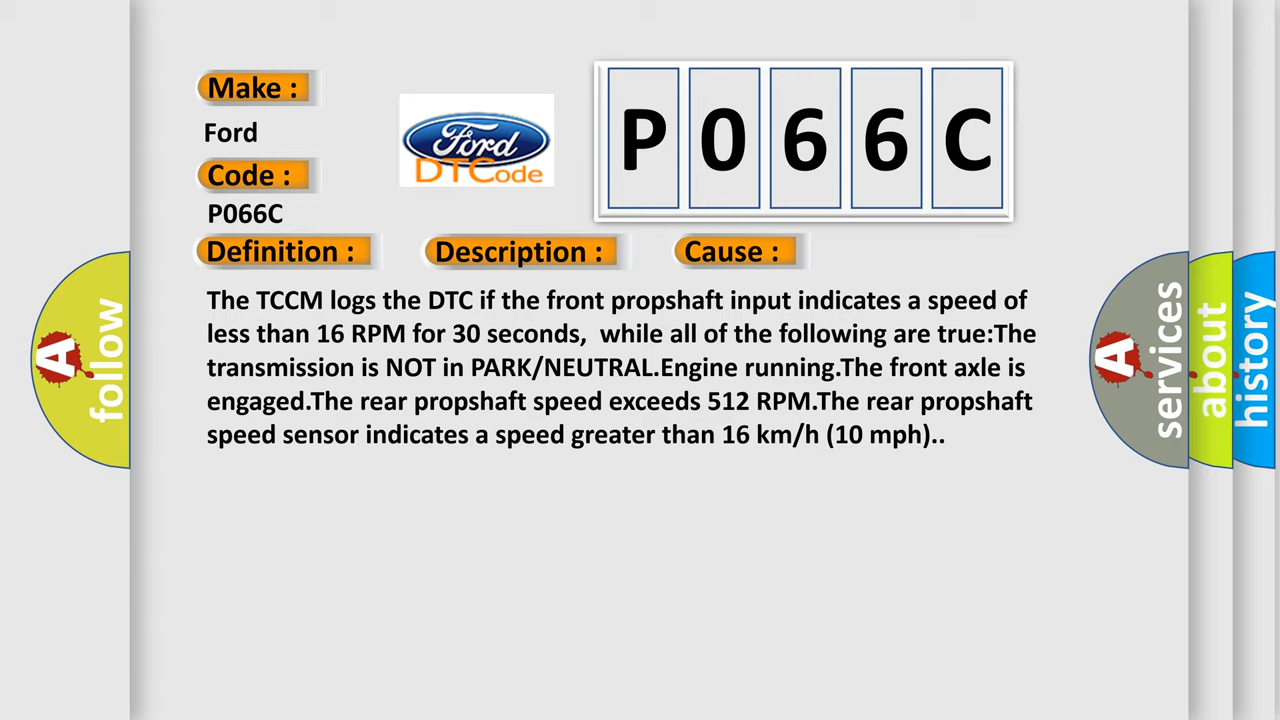 Make :
Ford
Code :
P066C
Ford
DTCode
P066C
Definition :
Description :
Cause :
The TCCM logs the DTC if the front propshaft input indicates a speed of
less than 16 RPM for 30 seconds,  while all of the following are true:The
transmission is NOT in PARK/NEUTRAL.Engine running.The front axle is
engaged.The rear propshaft speed exceeds 512 RPM.The rear propshaft
speed sensor indicates a speed greater than 16 km/h (10 mph)..
A
follow
A
services
about
history